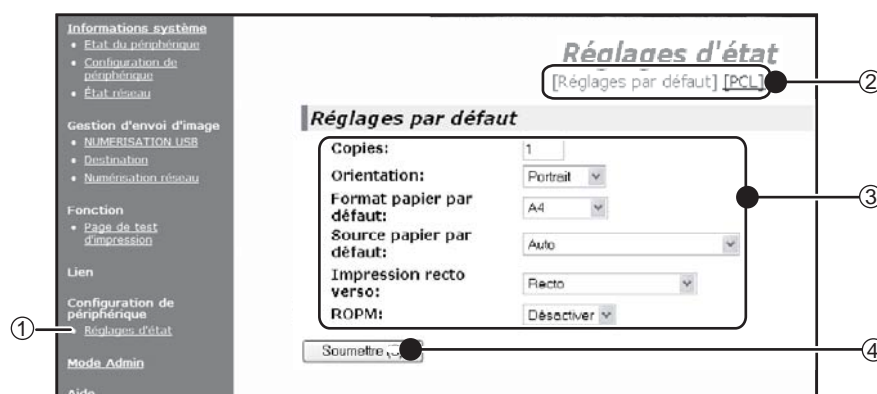 Informations système
• Etat du périphérique
• Configuration de
périphérique
• État réseau
Gestion d'envoi d'image
• NUMERISATION USB
• Destination
• Numérisation réseau
Fonction
• Page de test
d'impression
Lien
Configuration de
périphérique
① • Réglages d'état
Mode Admin
Aide
Réglages d'état
[Réglages par défaut] [PCL] ②
Réglages par défaut
Copies: 1
Orientation: Portrait
Format papier par
défaut: A4
③
Source papier par
défaut: Auto
Impression recto
verso: Recto
ROPM: Désactiver
Soumettre ④